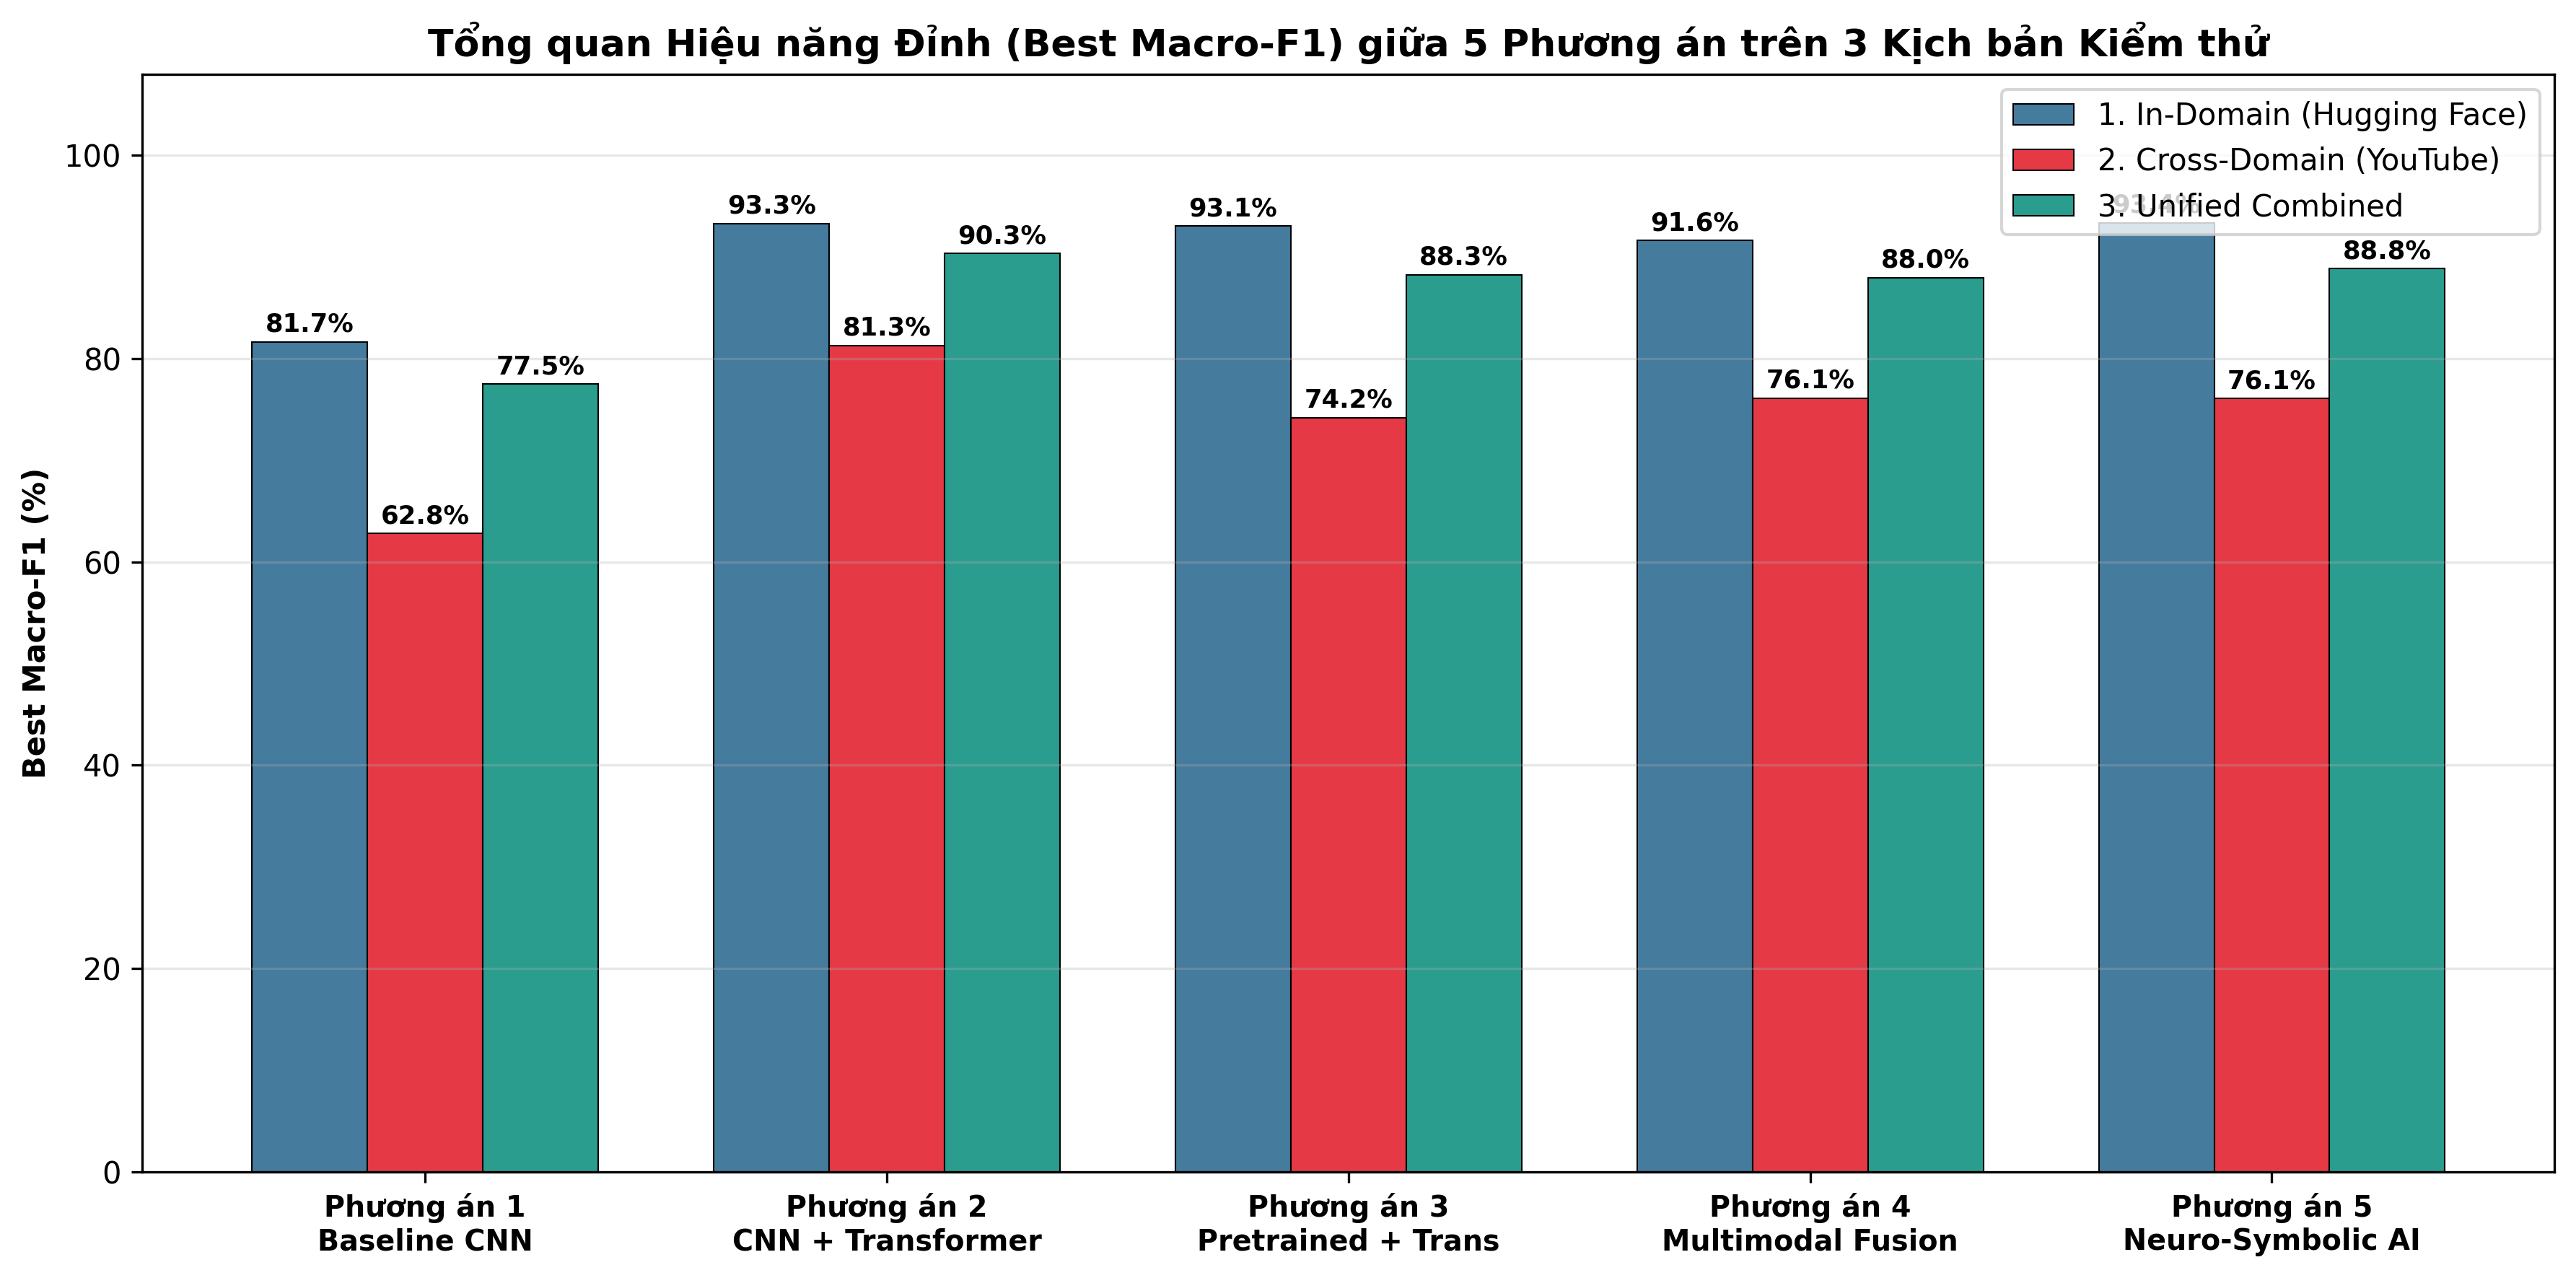 Tổng quan Hiệu năng Đỉnh (Best Macro-F1) giữa 5 Phương án trên 3 Kịch bản Kiểm thử
1. In-Domain (Hugging Face)
2. Cross-Domain (YouTube)
3. Unified Combined
Best Macro-F1 (%)
100
80
60
40
20
0
81.7%
62.8%
77.5%
93.3%
81.3%
90.3%
93.1%
74.2%
88.3%
91.6%
76.1%
88.0%
76.1%
88.8%
Phương án 1
Baseline CNN
Phương án 2
CNN + Transformer
Phương án 3
Pretrained + Trans
Phương án 4
Multimodal Fusion
Phương án 5
Neuro-Symbolic AI